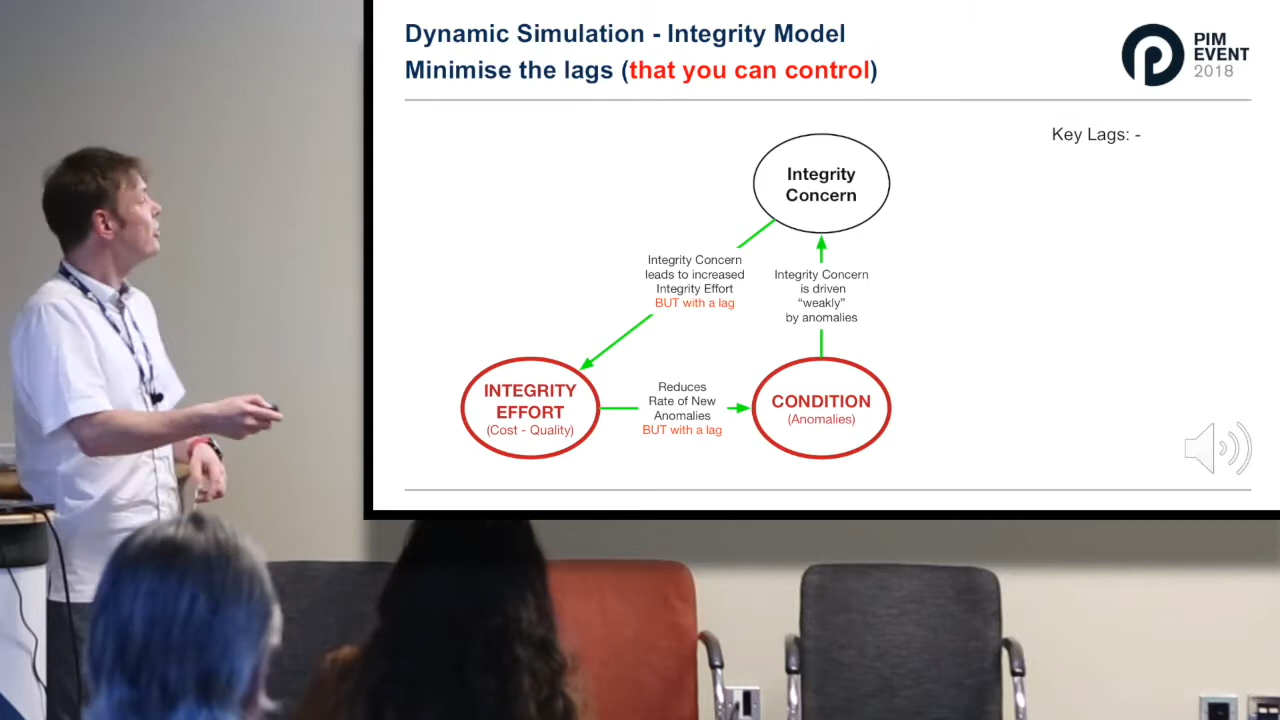 Dynamic Simulation - Integrity Model
Minimise the lags (that you can control)
PIM
EVENT
2018
Key Lags: -
Integrity
Concern
Integrity Concern
leads to increased
Integrity Effort
BUT with a lag
Integrity Concern
is driven
“weakly”
by anomalies
INTEGRITY
EFFORT
(Cost - Quality)
Reduces
Rate of New
Anomalies
BUT with a lag
CONDITION
(Anomalies)